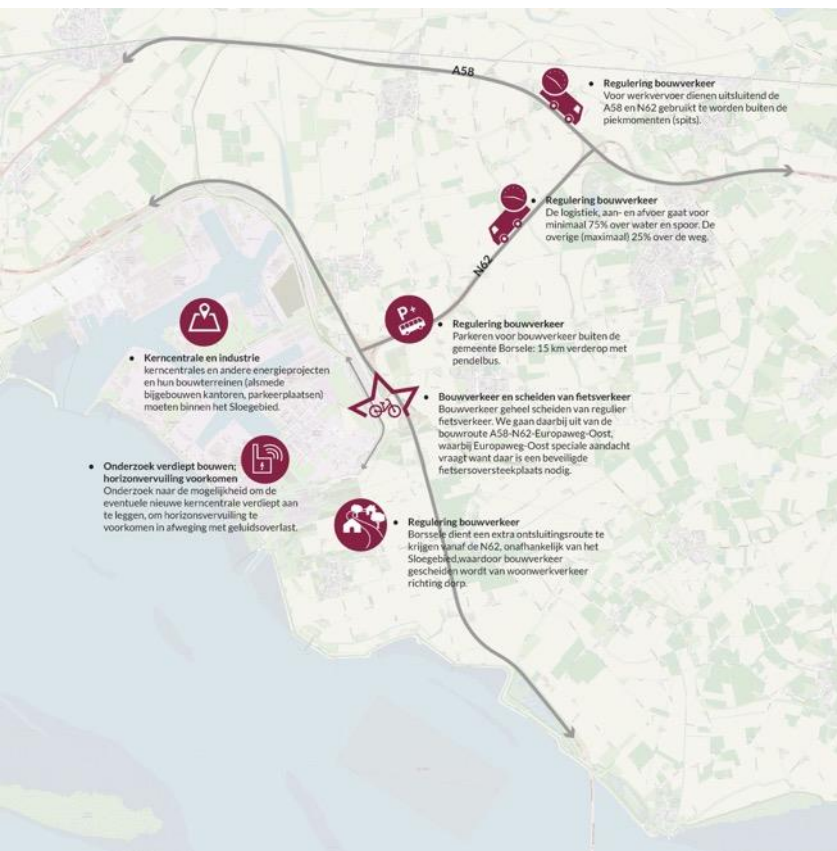 A58
• Regulering bouwverkeer
Voor werkvervoer dienen uitsluitend de
A58 en N62 gebruikt te worden buiten de
piekmomenten (spits).
• Regulering bouwverkeer
De logistiek, aan- en afvoer gaat voor
minimaal 75% over water en spoor. De
overige (maximaal) 25% over de weg.
N62
P+
• Regulering bouwverkeer
Parkeren voor bouwverkeer buiten de
gemeente Borsele: 15 km verderop met
pendelbus.
• Kerncentrale en industrie
kerncentrales en andere energieprojecten
en hun bouwterreinen (alsmede
bijgebouwen kantoren, parkeerplaatsen)
moeten binnen het Sloegebied.
• Bouwverkeer en scheiden van fietsverkeer
Bouwverkeer geheel scheiden van regulier
fietsverkeer. We gaan daarbij uit van de
bouwroute A58-N62-Europaweg-Oost,
waarbij Europaweg-Oost speciale aandacht
vraagt want daar is een beveiligde
fietsersoversteekplaats nodig.
• Onderzoek verdiept bouwen;
horizonvervuiling voorkomen
Onderzoek naar de mogelijkheid om de
eventuele nieuwe kerncentrale verdiept aan
te leggen, om horizonsvervuiling te
voorkomen in afweging met geluidsoverlast.
• Regulering bouwverkeer
Borssele dient een extra ontsluitingsroute te
krijgen vanaf de N62, onafhankelijk van het
Sloegebied,waardoor bouwverkeer
gescheiden wordt van woonwerkverkeer
richting dorp.